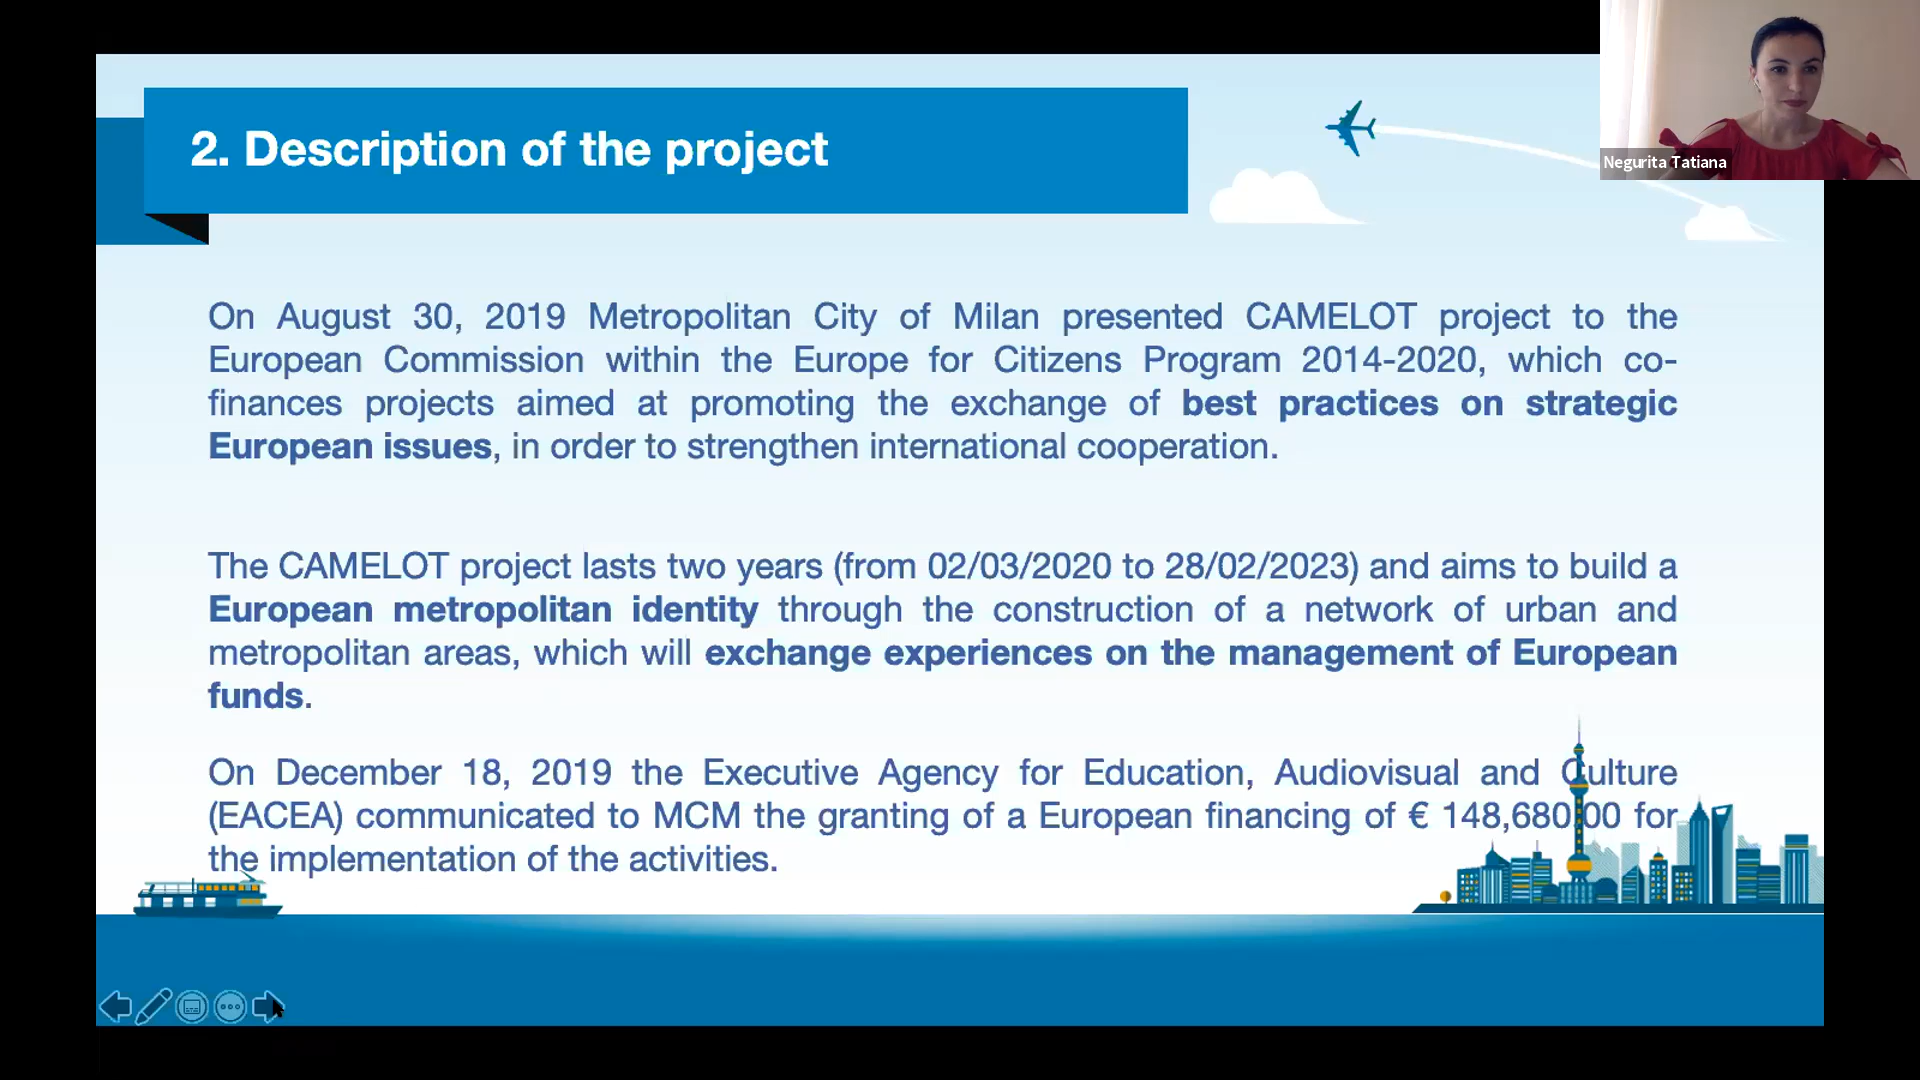 2. Description of the project
Negurita Tatiana
On August 30, 2019 Metropolitan City of Milan presented CAMELOT project to the
European Commission within the Europe for Citizens Program 2014-2020, which co-
finances projects aimed at promoting the exchange of best practices on strategic
European issues, in order to strengthen international cooperation.
The CAMELOT project lasts two years (from 02/03/2020 to 28/02/2023) and aims to build a
European metropolitan identity through the construction of a network of urban and
metropolitan areas, which will exchange experiences on the management of European
funds.
On December 18, 2019 the Executive Agency for Education, Audiovisual and Culture
(EACEA) communicated to MCM the granting of a European financing of € 148,680,00 for
the implementation of the activities.